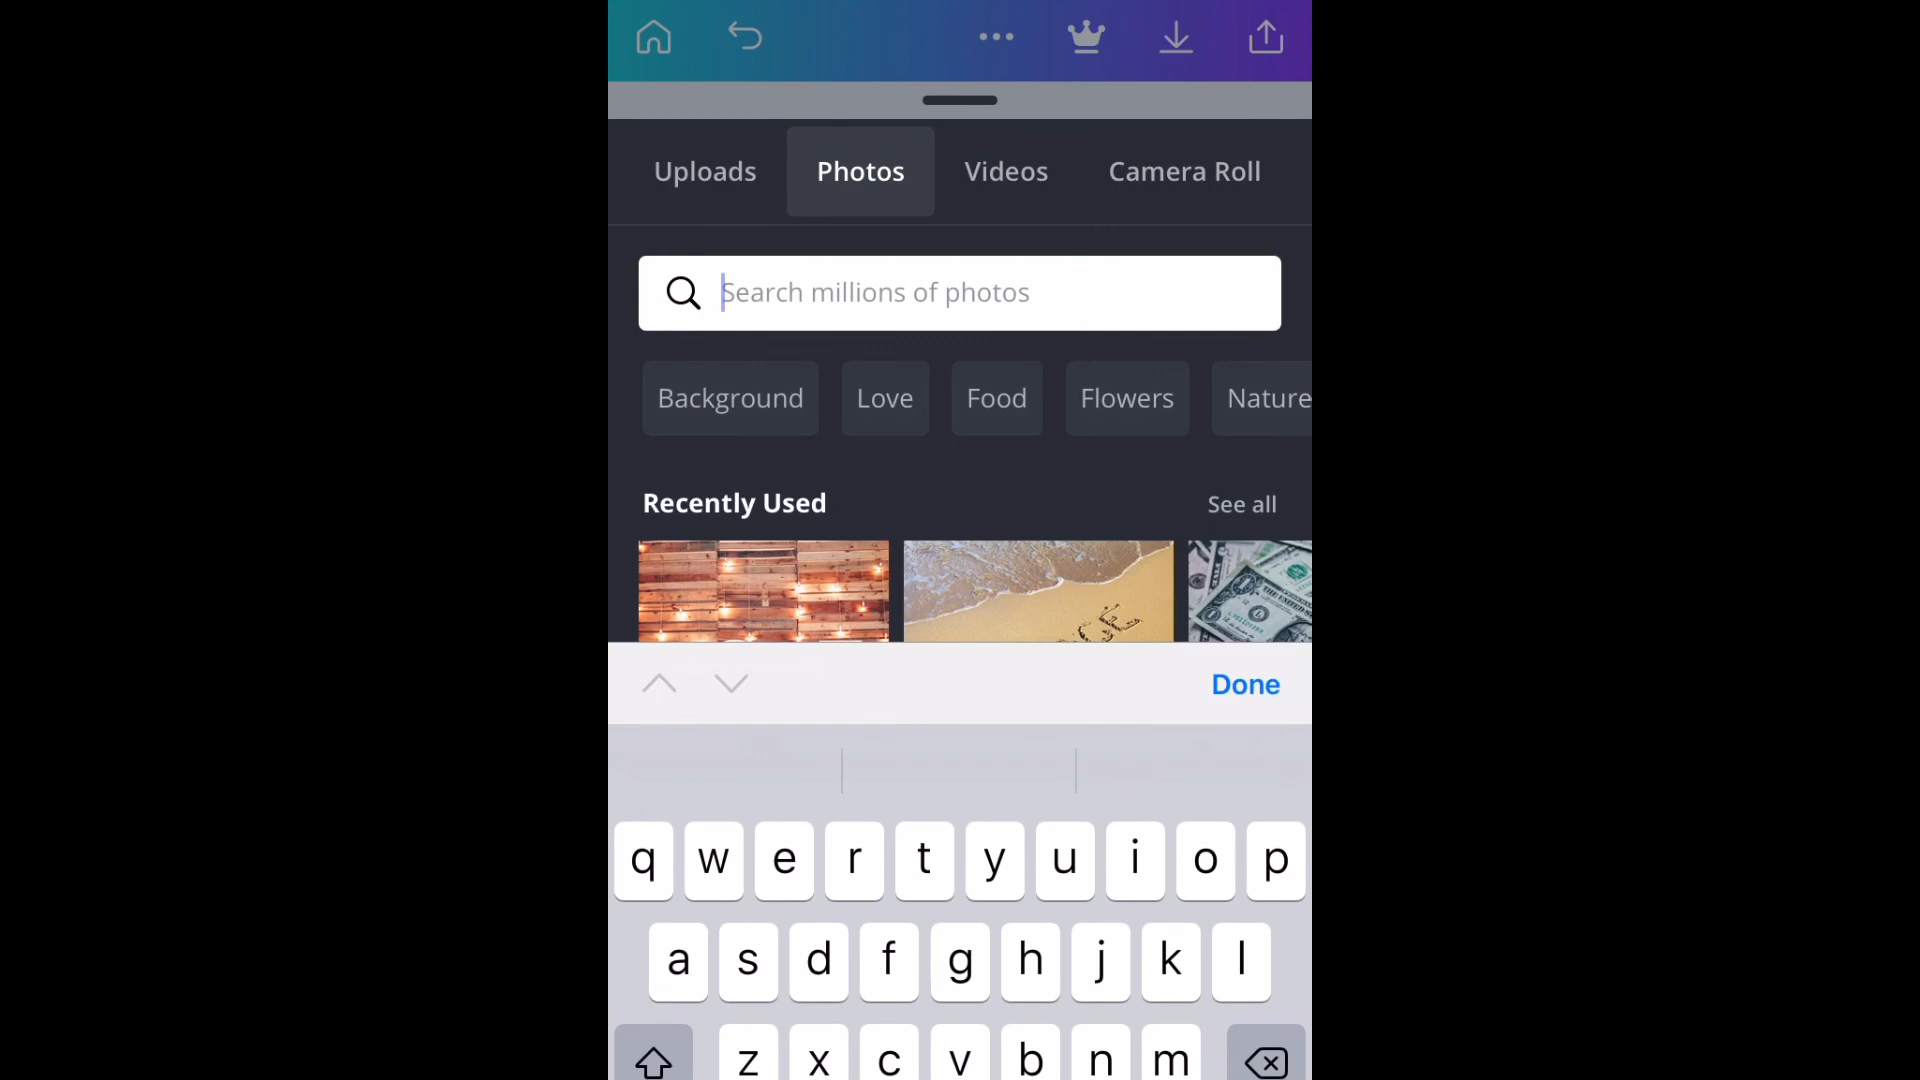 Uploads Photos Videos Camera Roll
Search millions of photos
Background Love Food Flowers Nature
Recently Used See all
Done
q w e r t y u i o p
a s d f g h j k l
z x c v b n m